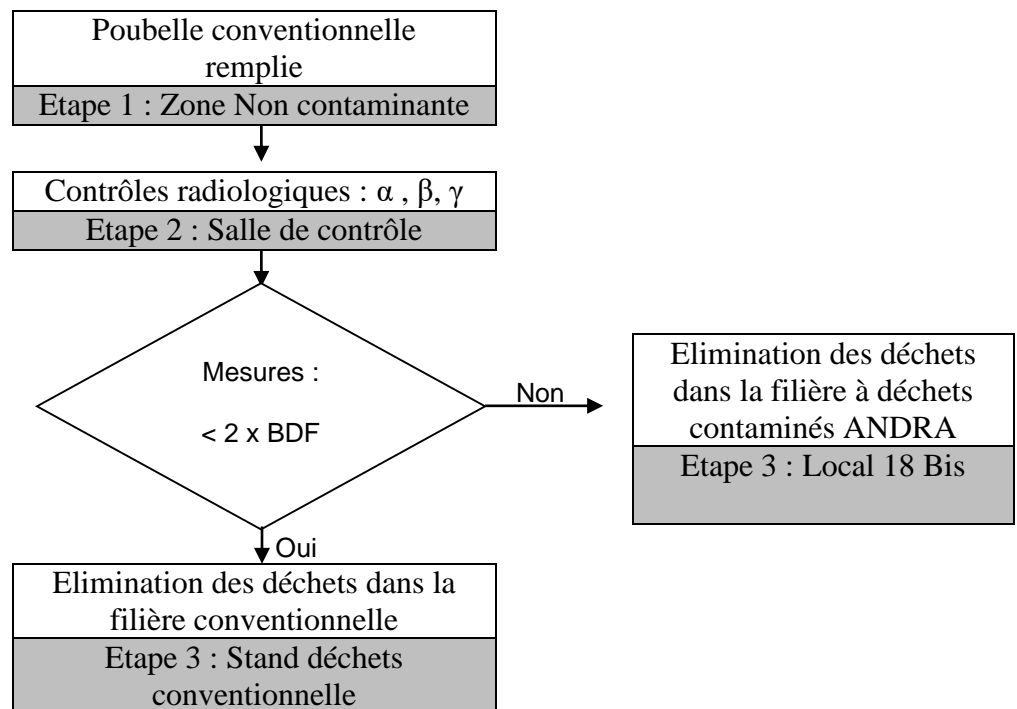 Poubelle conventionnelle
remplie
Etape 1 : Zone Non contaminante
Contrôles radiologiques : α , β, γ
Etape 2 : Salle de contrôle
Mesures :
< 2 x BDF
Non
Elimination des déchets
dans la filière à déchets
contaminés ANDRA
Etape 3 : Local 18 Bis
Oui
Elimination des déchets dans la
filière conventionnelle
Etape 3 : Stand déchets
conventionnelle